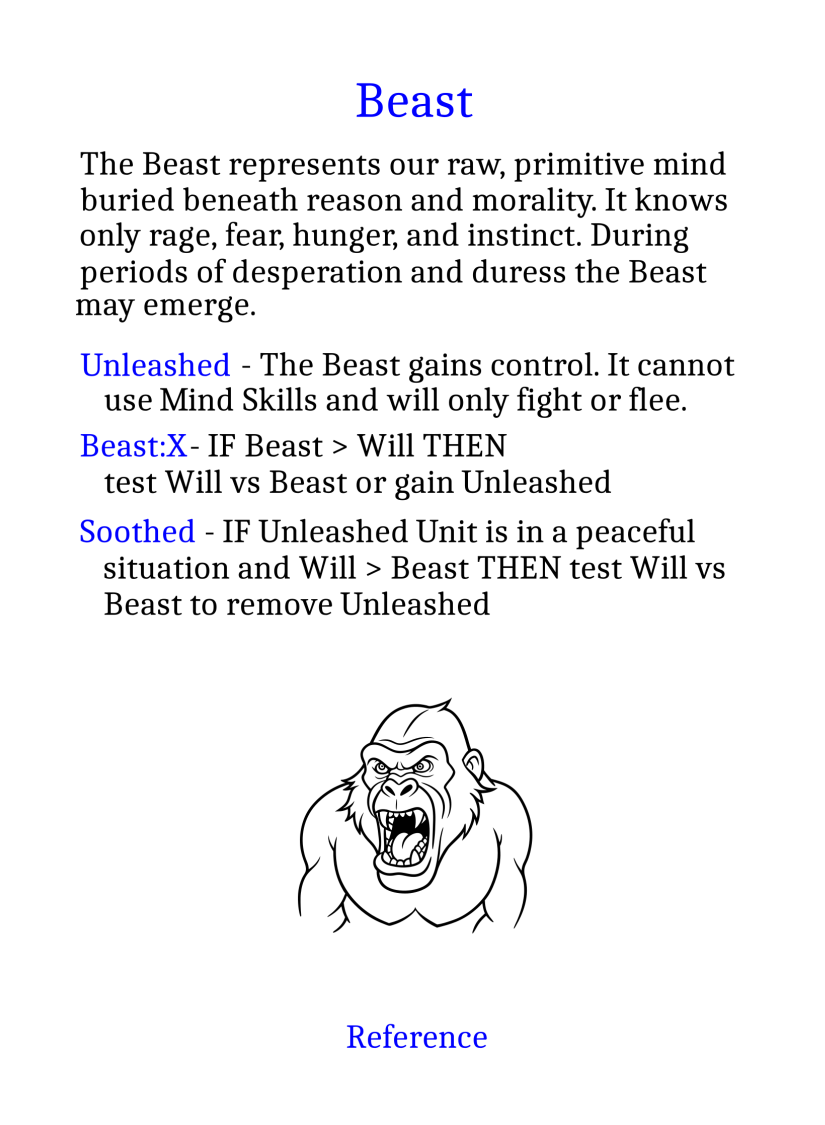 Beast
The Beast represents our raw, primitive mind
buried beneath reason and morality. It knows
only rage, fear, hunger, and instinct. During
periods of desperation and duress the Beast
may emerge.
Unleashed - The Beast gains control. It cannot
use Mind Skills and will only fight or flee.
Beast:X - IF Beast > Will THEN
test Will vs Beast or gain Unleashed
Soothed - IF Unleashed Unit is in a peaceful
situation and Will > Beast THEN test Will vs
Beast to remove Unleashed
Reference